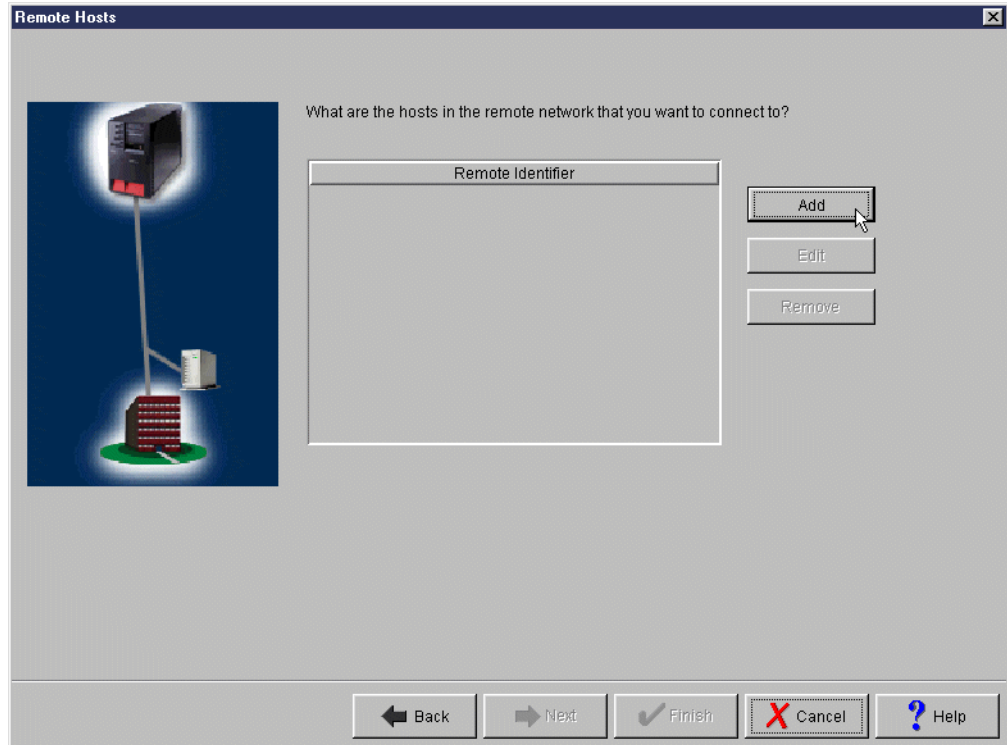 Remote Hosts
What are the hosts in the remote network that you want to connect to?
Remote Identifier
Add
Edit
Remove
Back
Next
Finish
Cancel
Help